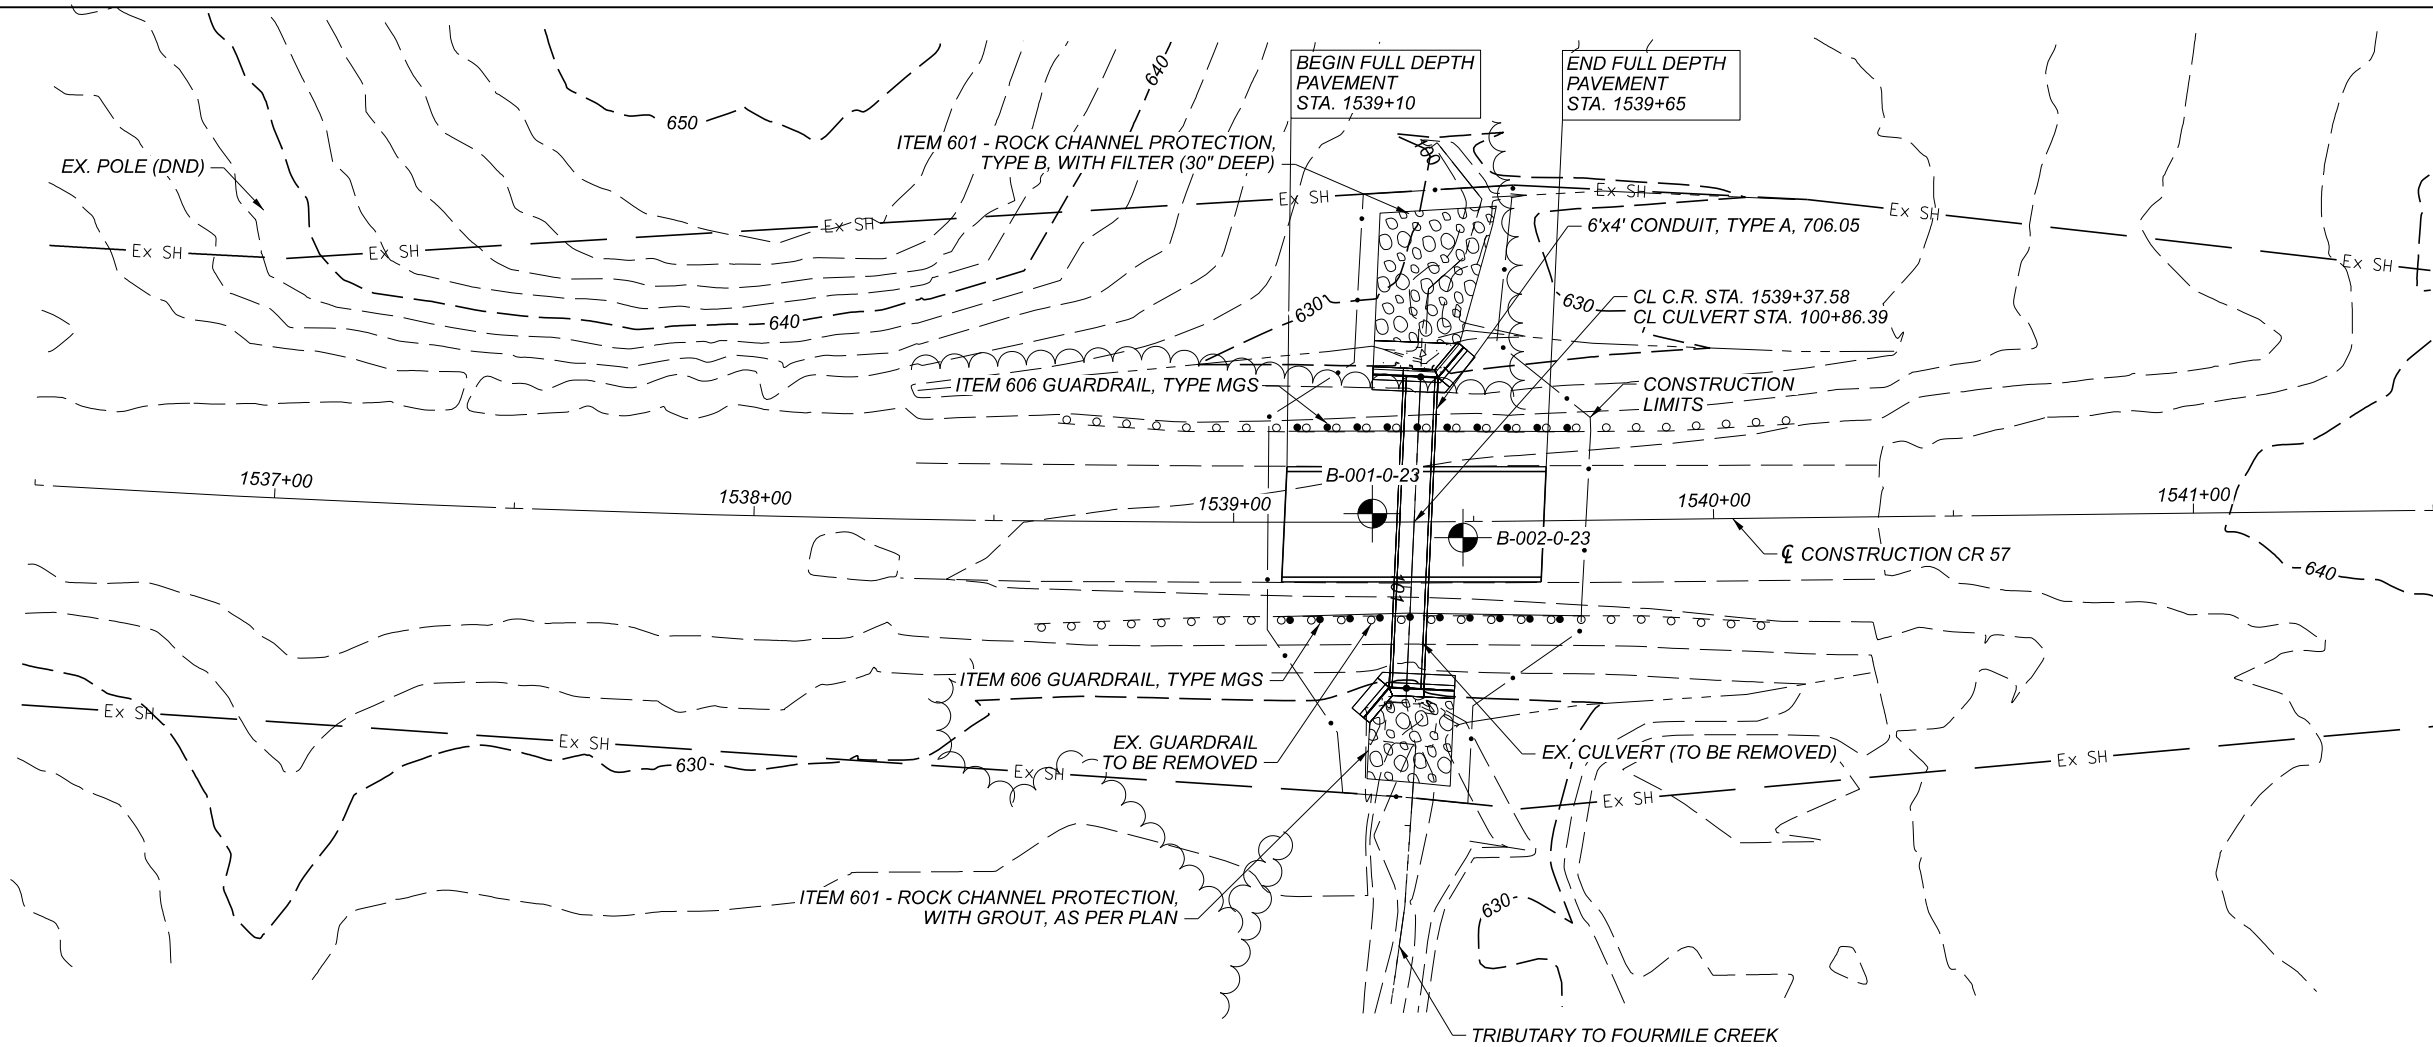 BEGIN FULL DEPTH
PAVEMENT
STA. 1539+10
END FULL DEPTH
PAVEMENT
STA. 1539+65
640
650
ITEM 601 - ROCK CHANNEL PROTECTION,
TYPE B, WITH FILTER (30" DEEP)
EX. POLE (DND)
Ex SH
Ex SH
Ex SH
Ex SH
Ex SH
Ex SH
Ex SH
6'x4' CONDUIT, TYPE A, 706.05
CL C.R. STA. 1539+37.58
CL CULVERT STA. 100+86.39
630
630
640
ITEM 606 GUARDRAIL, TYPE MGS
CONSTRUCTION
LIMITS
B-001-0-23
1537+00
1538+00
1539+00
1540+00
1541+00
B-002-0-23
℄ CONSTRUCTION CR 57
640
101
ITEM 606 GUARDRAIL, TYPE MGS
Ex SH
Ex SH
Ex SH
Ex SH
Ex SH
EX. GUARDRAIL
TO BE REMOVED
EX. CULVERT (TO BE REMOVED)
630
ITEM 601 - ROCK CHANNEL PROTECTION,
WITH GROUT, AS PER PLAN
630
TRIBUTARY TO FOURMILE CREEK